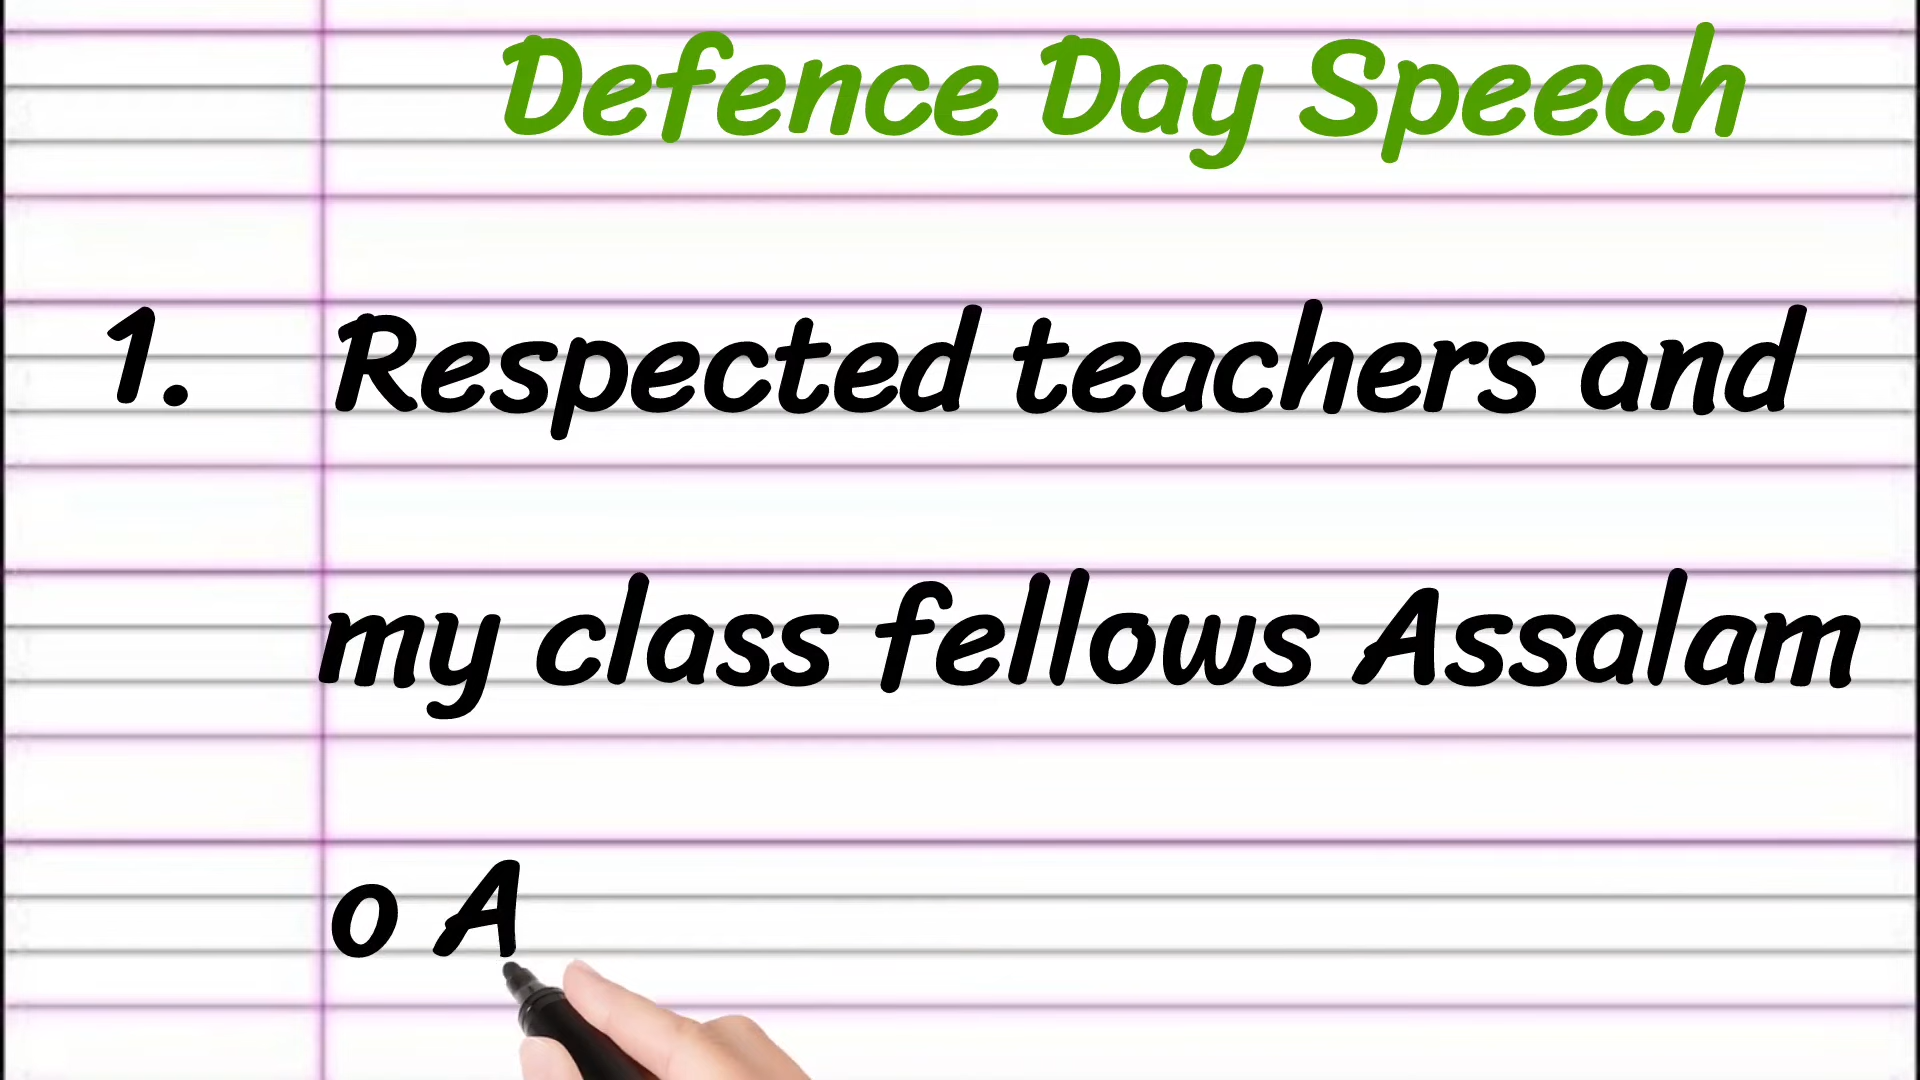 Defence Day Speech
1. Respected teachers and
my class fellows Assalam
o A